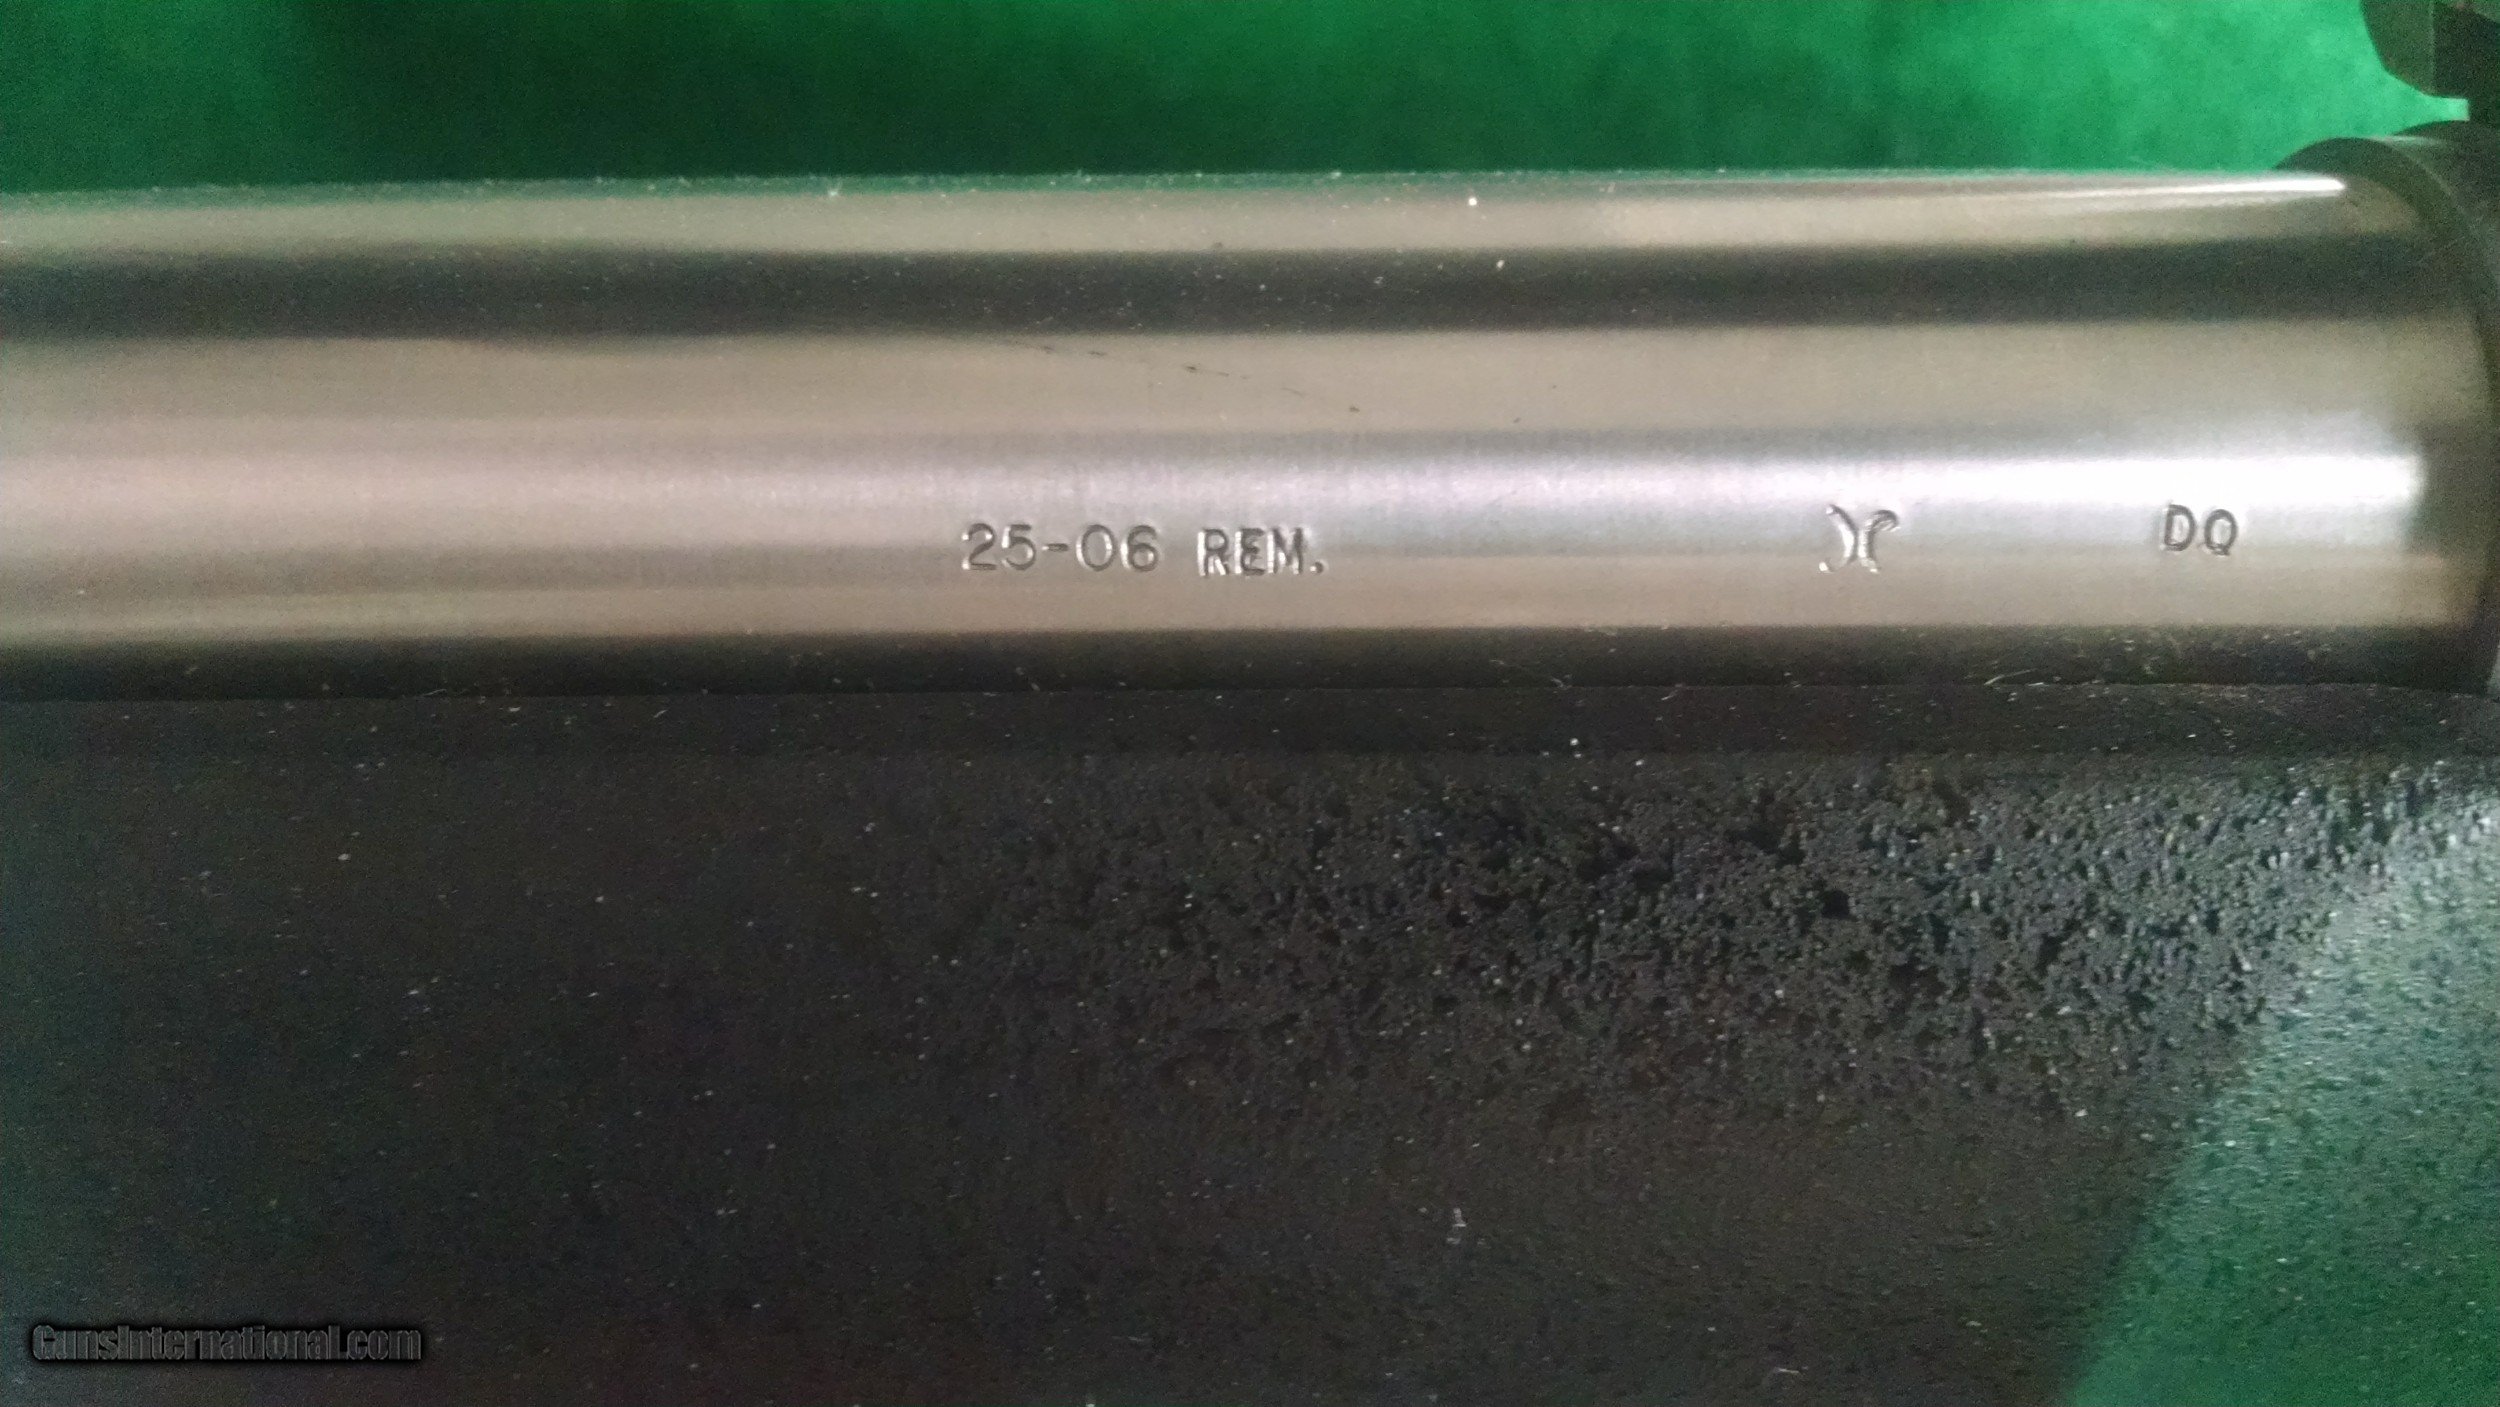 25-06 REM. DQ
GunsInternational.com